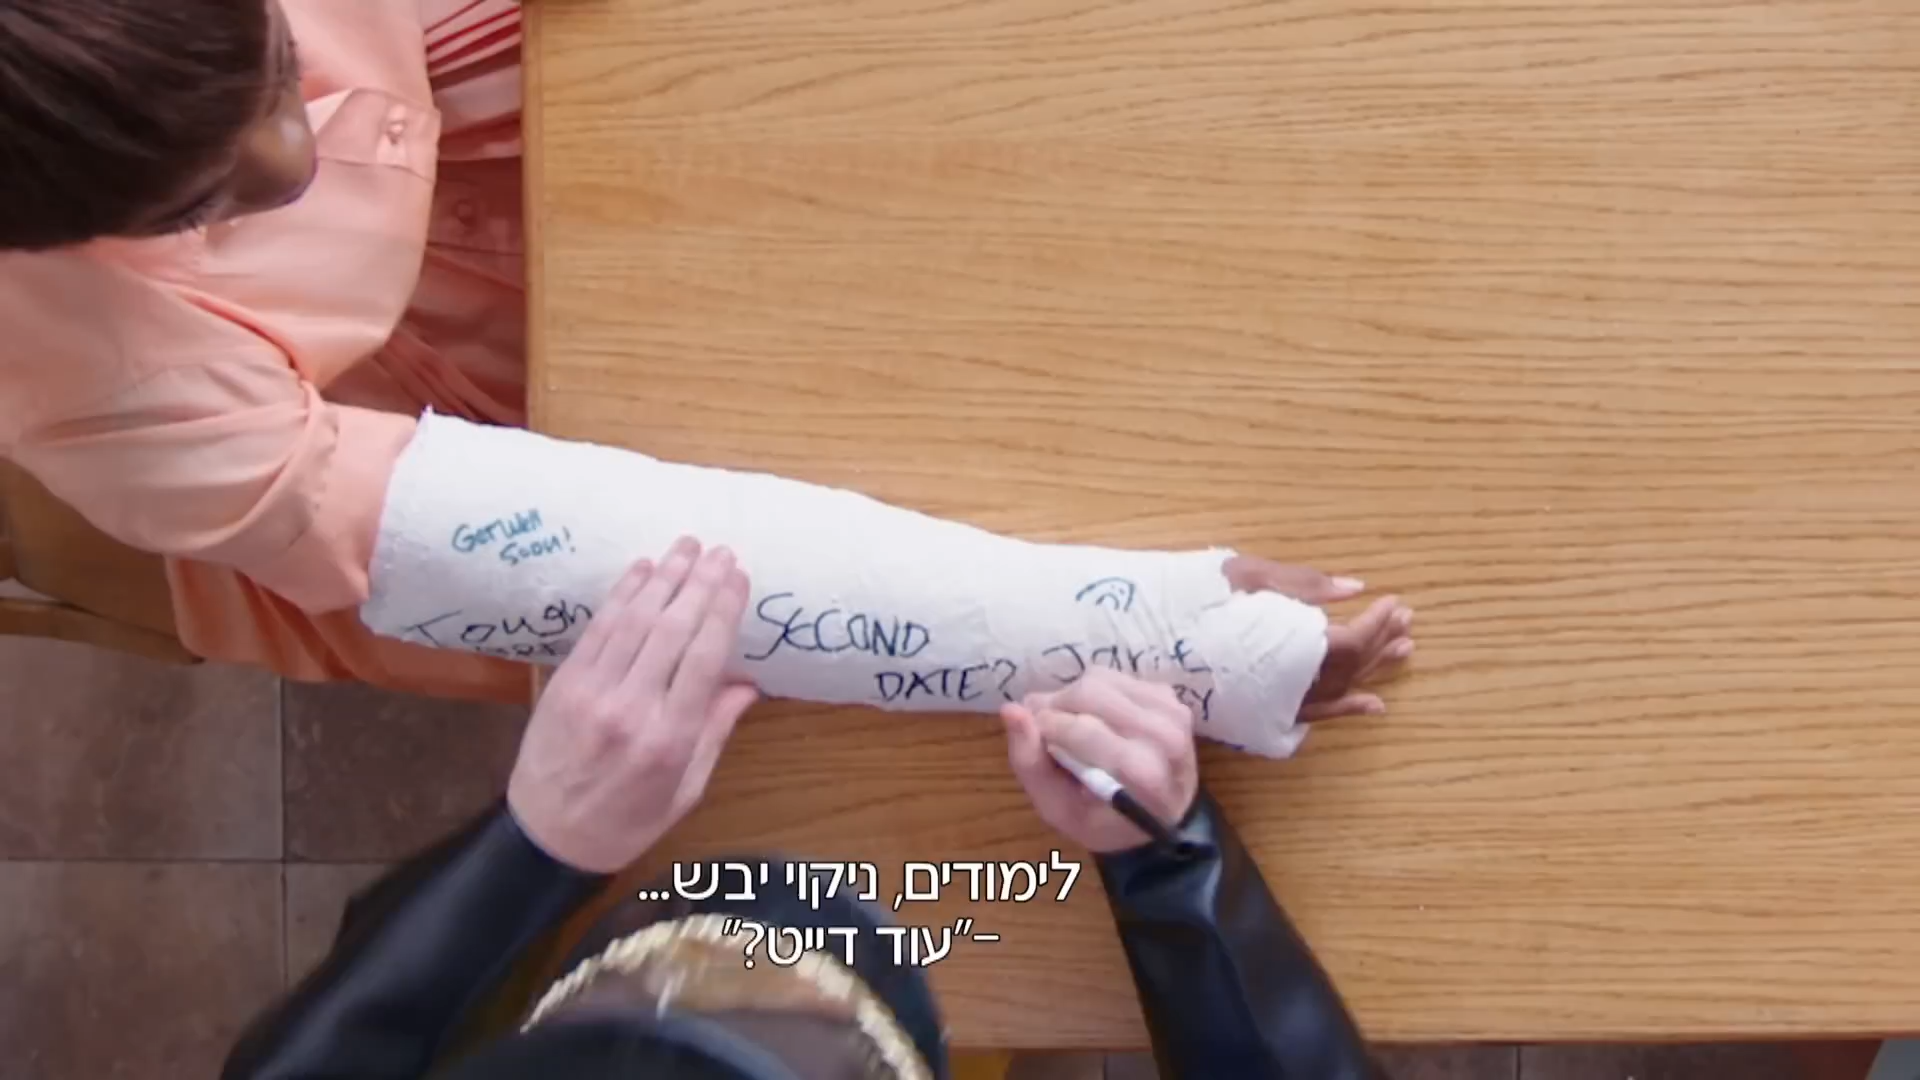 Get Well
Soon!
Tough
SECOND
DATE?
לימודים, ניקוי יבש...
-"עוד דייט?"